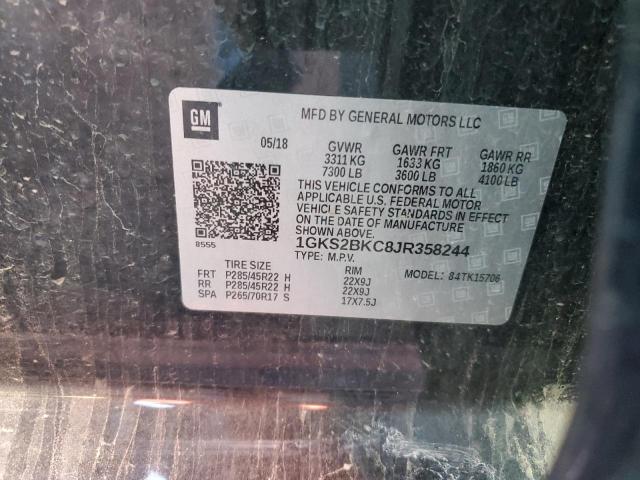 GM
MFD BY GENERAL MOTORS LLC
05/18 GVWR GAWR FRT GAWR RR
3311 KG 1633 KG 1860 KG
7300 LB 3600 LB 4100 LB
THIS VEHICLE CONFORMS TO ALL
APPLICABLE U.S. FEDERAL MOTOR
VEHICLE SAFETY STANDARDS IN EFFECT
ON THE DATE OF MANUFACTURE
SHOWN ABOVE.
8555
1GKS2BKC8JR358244
TYPE: M.P.V.
TIRE SIZE RIM MODEL: 84TK15706
FRT P285/45R22 H 22X9J
RR P285/45R22 H 22X9J
SPA P265/70R17 S 17X7.5J